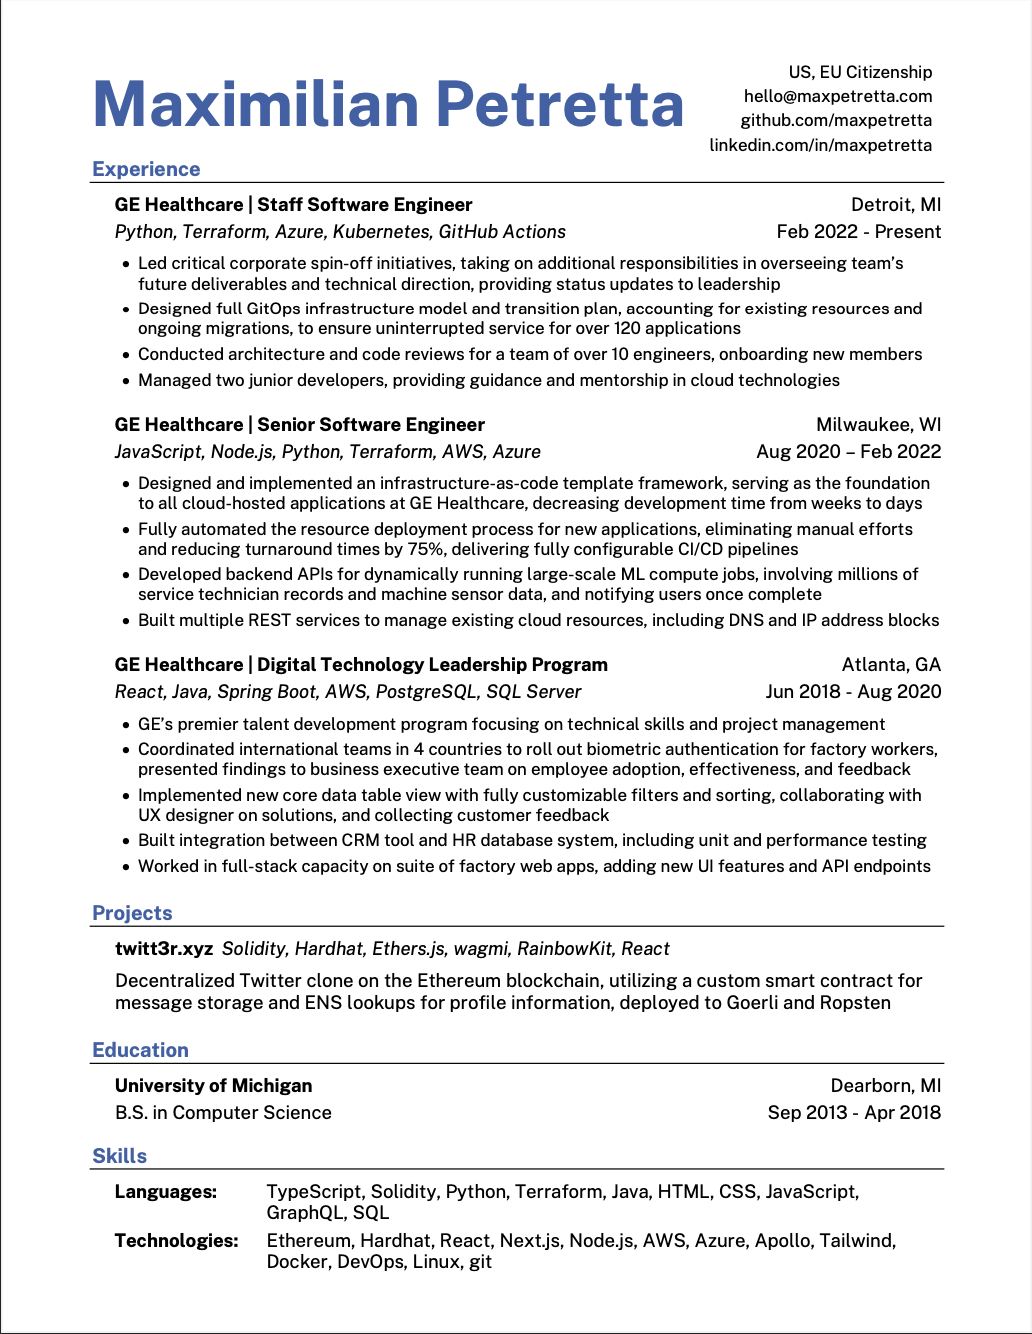 Maximilian Petretta
US, EU Citizenship
hello@maxpetretta.com
github.com/maxpetretta
linkedin.com/in/maxpetretta
Experience
GE Healthcare | Staff Software Engineer
Detroit, MI
Python, Terraform, Azure, Kubernetes, GitHub Actions
Feb 2022 - Present
• Led critical corporate spin-off initiatives, taking on additional responsibilities in overseeing team’s
future deliverables and technical direction, providing status updates to leadership
• Designed full GitOps infrastructure model and transition plan, accounting for existing resources and
ongoing migrations, to ensure uninterrupted service for over 120 applications
• Conducted architecture and code reviews for a team of over 10 engineers, onboarding new members
• Managed two junior developers, providing guidance and mentorship in cloud technologies
GE Healthcare | Senior Software Engineer
Milwaukee, WI
JavaScript, Node.js, Python, Terraform, AWS, Azure
Aug 2020 – Feb 2022
• Designed and implemented an infrastructure-as-code template framework, serving as the foundation
to all cloud-hosted applications at GE Healthcare, decreasing development time from weeks to days
• Fully automated the resource deployment process for new applications, eliminating manual efforts
and reducing turnaround times by 75%, delivering fully configurable CI/CD pipelines
• Developed backend APIs for dynamically running large-scale ML compute jobs, involving millions of
service technician records and machine sensor data, and notifying users once complete
• Built multiple REST services to manage existing cloud resources, including DNS and IP address blocks
GE Healthcare | Digital Technology Leadership Program
Atlanta, GA
React, Java, Spring Boot, AWS, PostgreSQL, SQL Server
Jun 2018 - Aug 2020
• GE’s premier talent development program focusing on technical skills and project management
• Coordinated international teams in 4 countries to roll out biometric authentication for factory workers,
presented findings to business executive team on employee adoption, effectiveness, and feedback
• Implemented new core data table view with fully customizable filters and sorting, collaborating with
UX designer on solutions, and collecting customer feedback
• Built integration between CRM tool and HR database system, including unit and performance testing
• Worked in full-stack capacity on suite of factory web apps, adding new UI features and API endpoints
Projects
twitt3r.xyz Solidity, Hardhat, Ethers.js, wagmi, RainbowKit, React
Decentralized Twitter clone on the Ethereum blockchain, utilizing a custom smart contract for
message storage and ENS lookups for profile information, deployed to Goerli and Ropsten
Education
University of Michigan
Dearborn, MI
B.S. in Computer Science
Sep 2013 - Apr 2018
Skills
Languages: TypeScript, Solidity, Python, Terraform, Java, HTML, CSS, JavaScript,
GraphQL, SQL
Technologies: Ethereum, Hardhat, React, Next.js, Node.js, AWS, Azure, Apollo, Tailwind,
Docker, DevOps, Linux, git